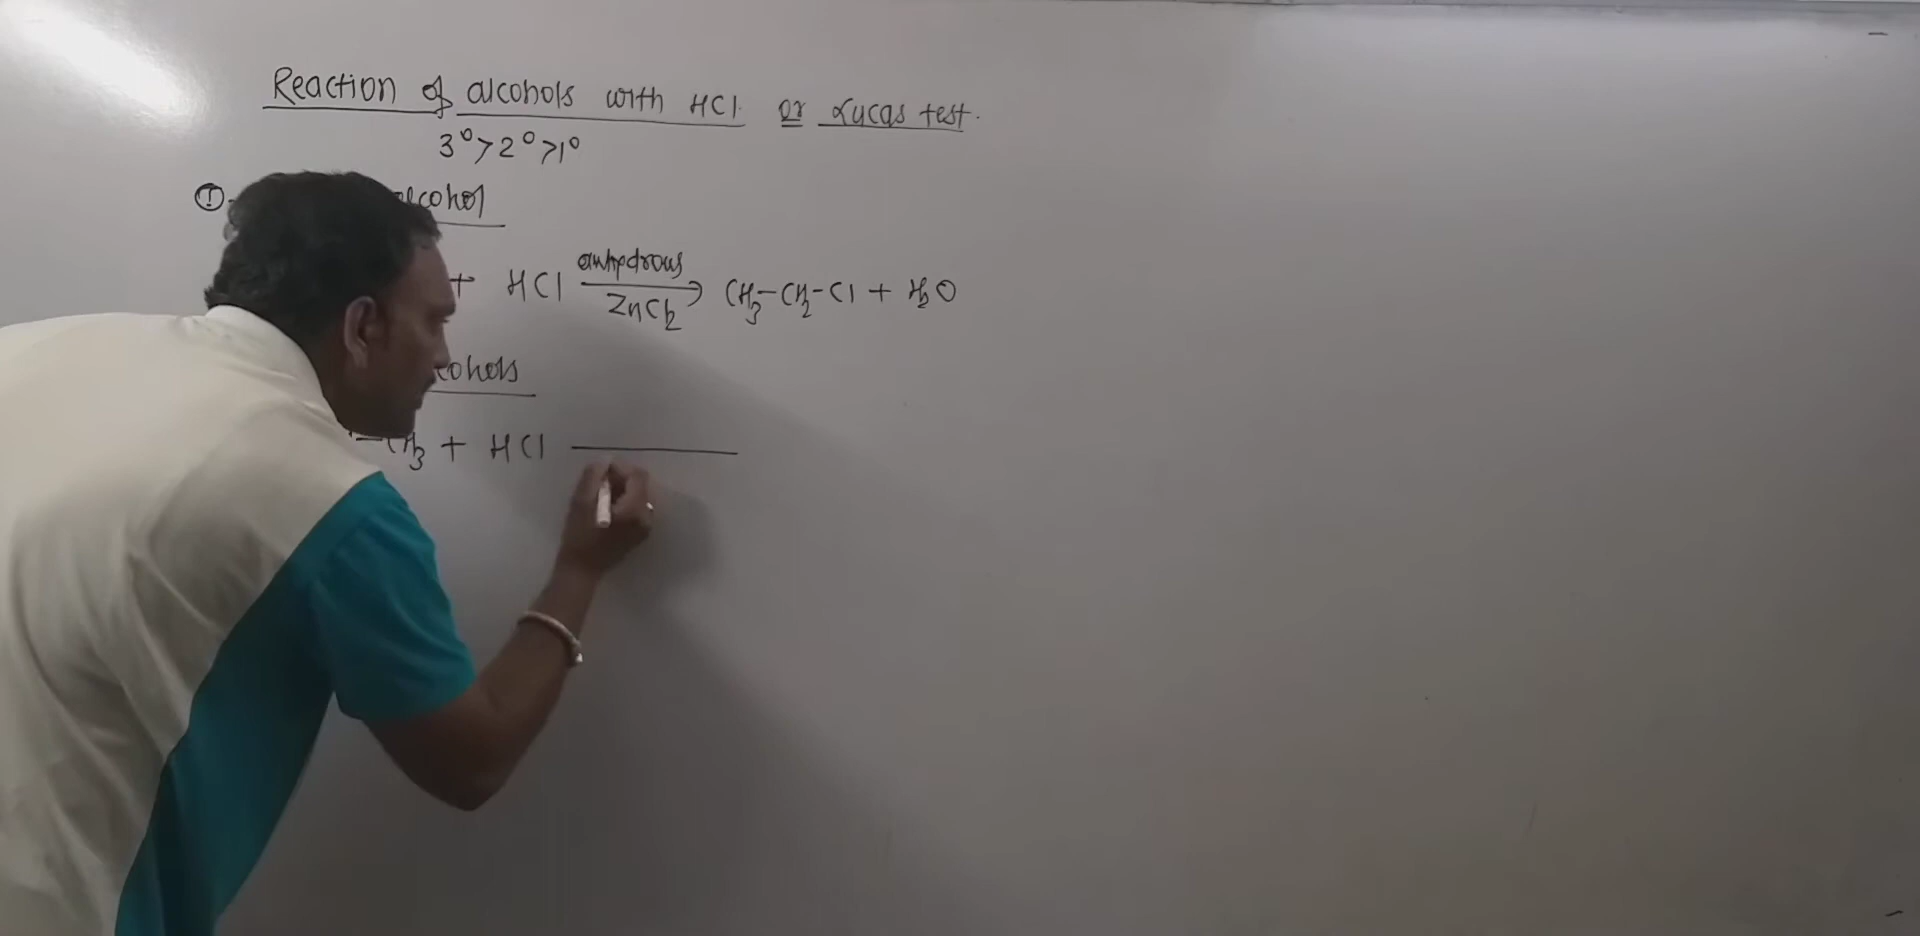 Reaction of alcohols with HCl or Lucas test.
3° > 2° > 1°
① alcohol
+ HCl anhydrous ZnCl2 → CH3-CH2-Cl + H2O
cohols
-CH3 + HCl